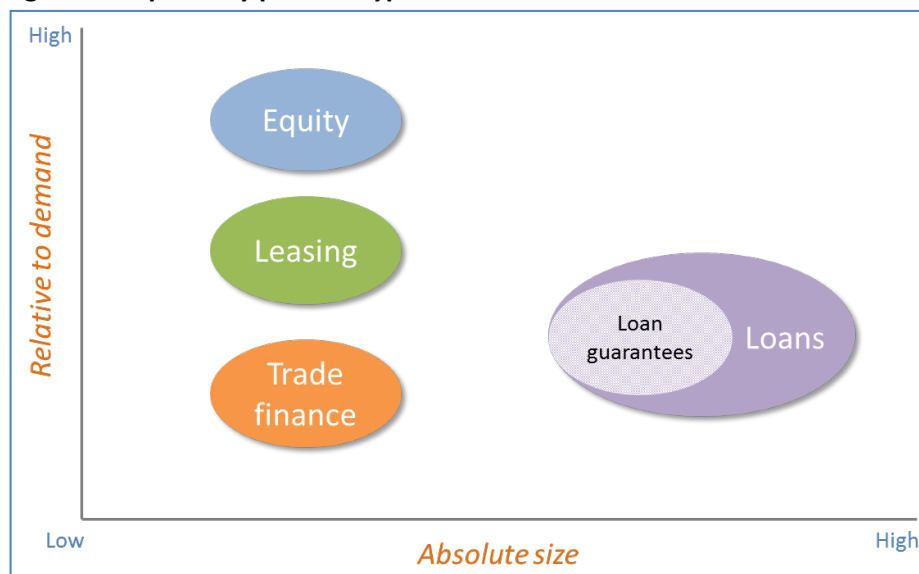 High
Relative to demand
Equity
Leasing
Trade
finance
Loan
guarantees
Loans
Low
Absolute size
High